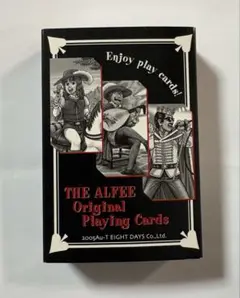 Enjoy play cards!
THE ALFEE
Original
Playing Cards
2005Au-T EIGHT DAYS Co.,Ltd.